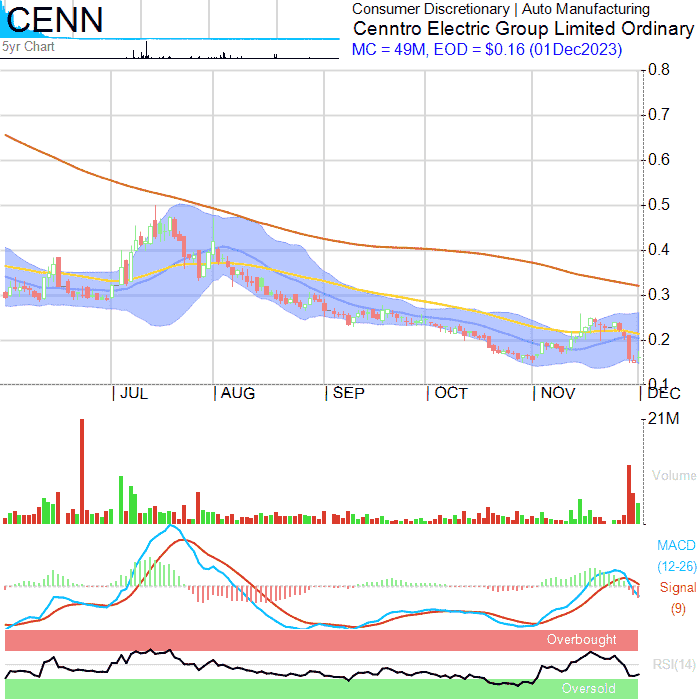 CENN
5yr Chart
Consumer Discretionary | Auto Manufacturing
Cenntro Electric Group Limited Ordinary
MC = 49M, EOD = $0.16 (01Dec2023)
0.8
0.7
0.6
0.5
0.4
0.3
0.2
0.1
JUL
AUG
SEP
OCT
NOV
DEC
21M
Volume
MACD
(12-26)
Signal
(9)
Overbought
RSI(14)
Oversold